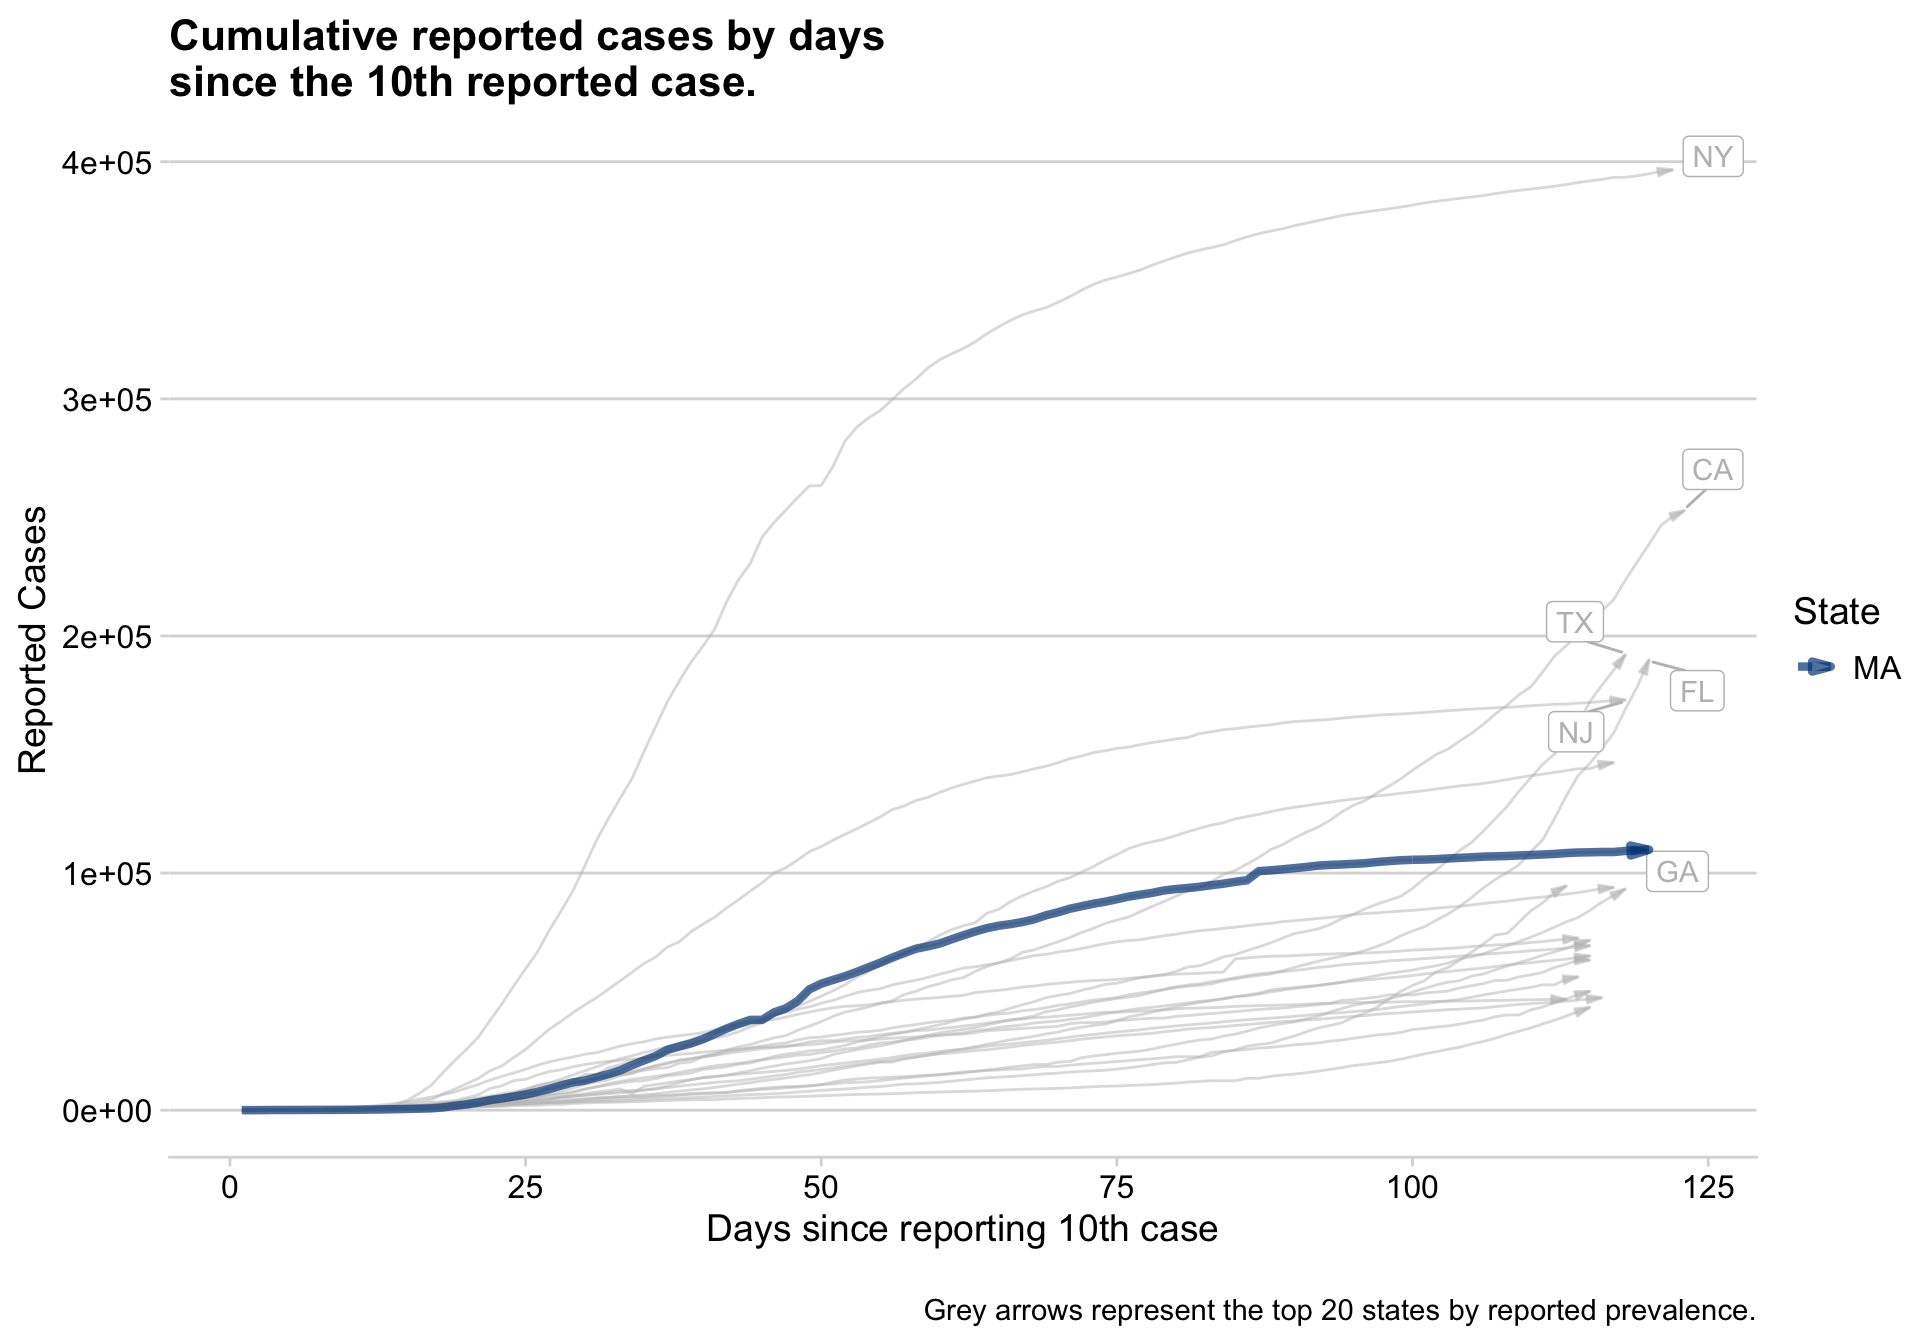 Cumulative reported cases by days
since the 10th reported case.
4e+05
3e+05
2e+05
1e+05
0e+00
Reported Cases
NY
CA
TX
FL
NJ
GA
State
MA
0
25
50
75
100
125
Days since reporting 10th case
Grey arrows represent the top 20 states by reported prevalence.